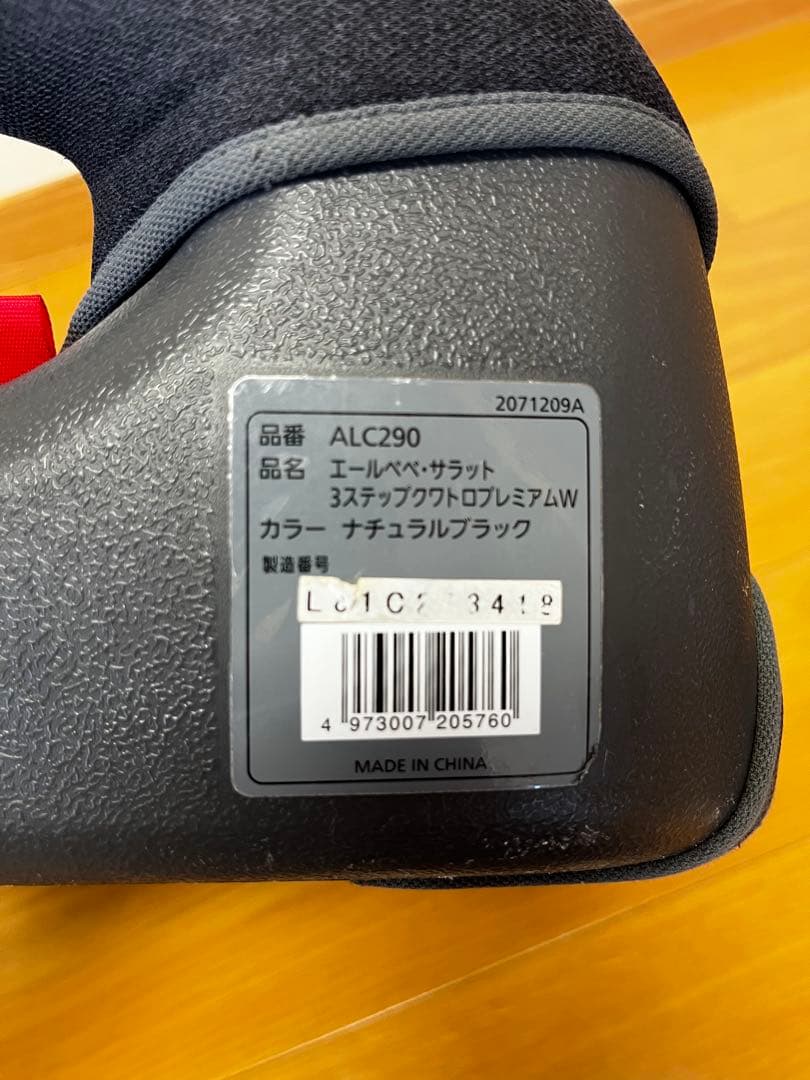 2071209A
品番 ALC290
品名 エールベベ・サラット
3ステップクワトロプレミアムW
カラー ナチュラルブラック
製造番号
4 973007 205760
MADE IN CHINA